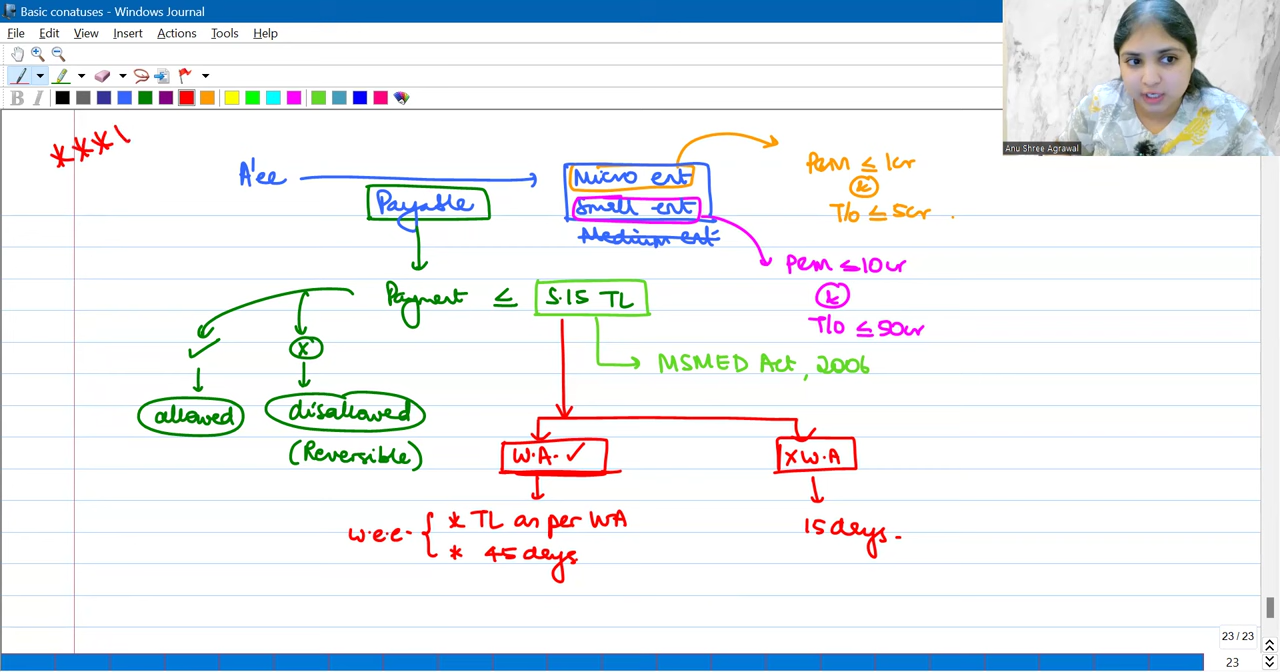 Basic conatuses - Windows Journal
File Edit View Insert Actions Tools Help
B I
Anu Shree Agrawal
A'ee
Payable
Micro ent
Small ent
Medium ent
P&M ≤ 1cr
&
T/o ≤ 5cr
P&M ≤ 10cr
&
T/o ≤ 50cr
Payment ≤ S.15 TL
MSMED Act, 2006
✓ X
allowed
disallowed
(Reversible)
W.A. ✓
X W.A
w.e.e.
* TL as per WA
* 45 days
15 days.
23 / 23
23